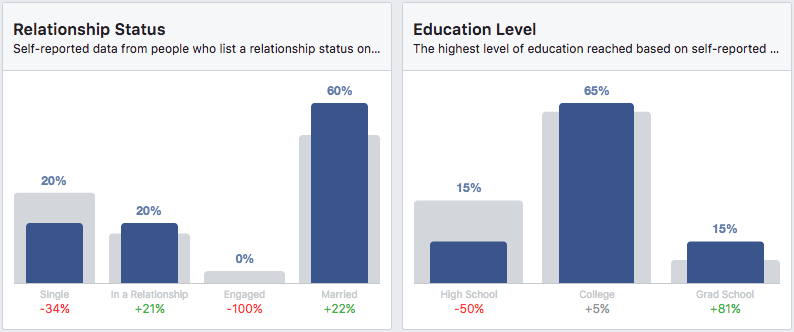 Relationship Status
Self-reported data from people who list a relationship status on...
60%
20%
20%
0%
Single
In a Relationship
Engaged
Married
-34%
+21%
-100%
+22%
Education Level
The highest level of education reached based on self-reported ...
65%
15%
15%
High School
College
Grad School
-50%
+5%
+81%